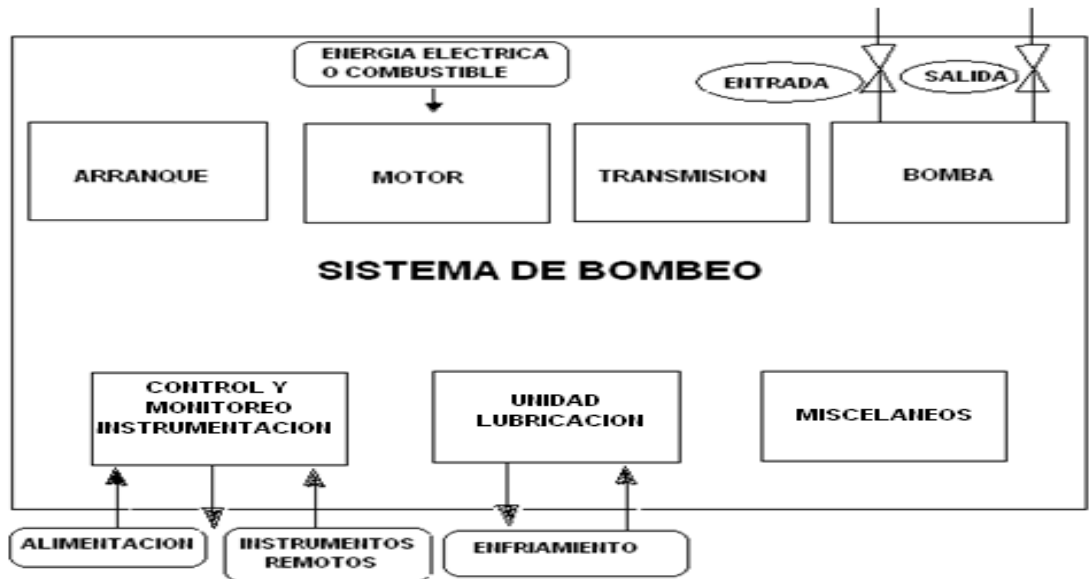 ENERGIA ELECTRICA
O COMBUSTIBLE
ENTRADA
SALIDA
ARRANQUE
MOTOR
TRANSMISION
BOMBA
SISTEMA DE BOMBEO
CONTROL Y
MONITOREO
INSTRUMENTACION
UNIDAD
LUBRICACION
MISCELANEOS
ALIMENTACION
INSTRUMENTOS
REMOTOS
ENFRIAMIENTO